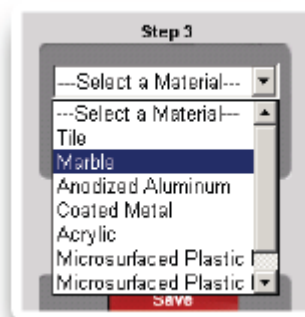 Step 3
---Select a Material---
---Select a Material---
Tile
Marble
Anodized Aluminum
Coated Metal
Acrylic
Microsurfaced Plastic
Microsurfaced Plastic
Save